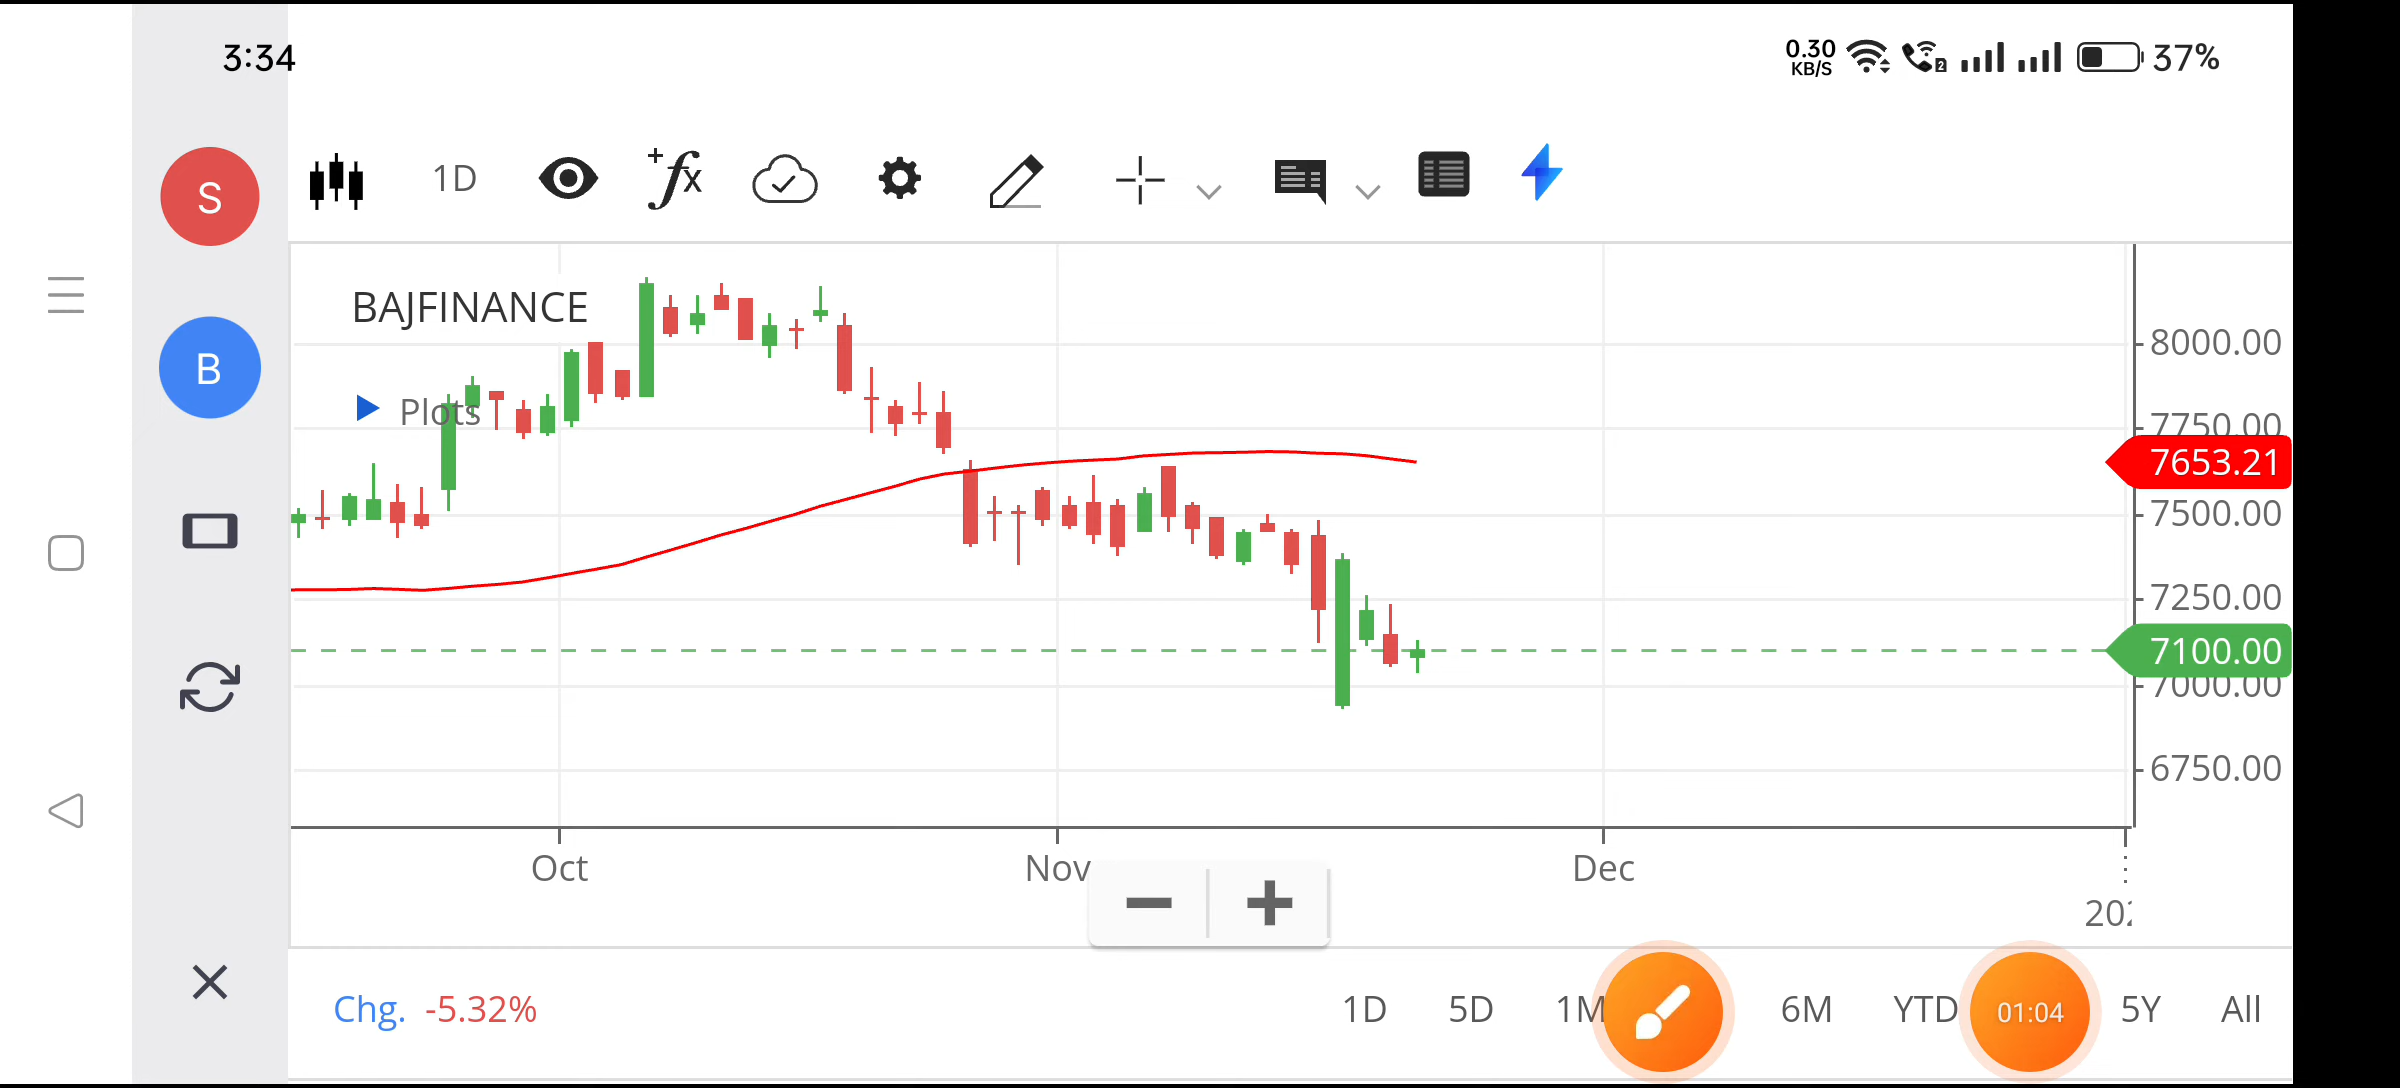 3:34
0.30
KB/S
2
37%
S
1D
fx
B
BAJFINANCE
Plots
8000.00
7750.00
7653.21
7500.00
7250.00
7100.00
7000.00
6750.00
Oct
Nov
Dec
Chg. -5.32%
1D 5D 1M 6M YTD 01:04 5Y All